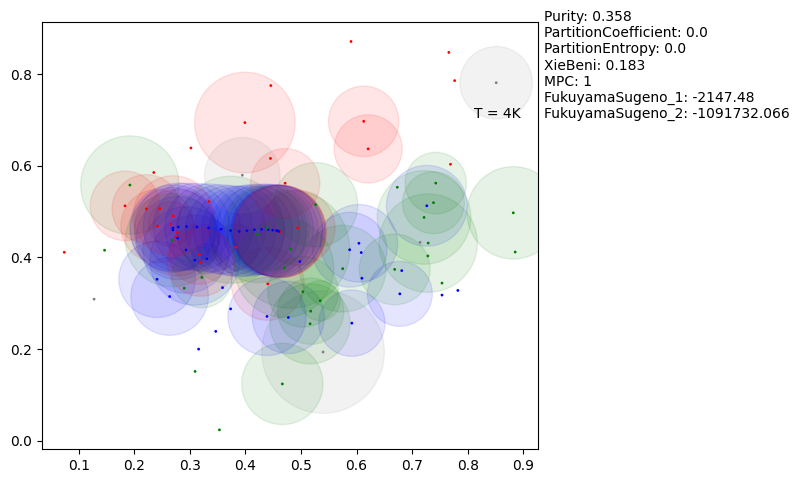 Purity: 0.358
PartitionCoefficient: 0.0
PartitionEntropy: 0.0
XieBeni: 0.183
MPC: 1
FukuyamaSugeno_1: -2147.48
FukuyamaSugeno_2: -1091732.066
T = 4K
0.8
0.6
0.4
0.2
0.0
0.1 0.2 0.3 0.4 0.5 0.6 0.7 0.8 0.9